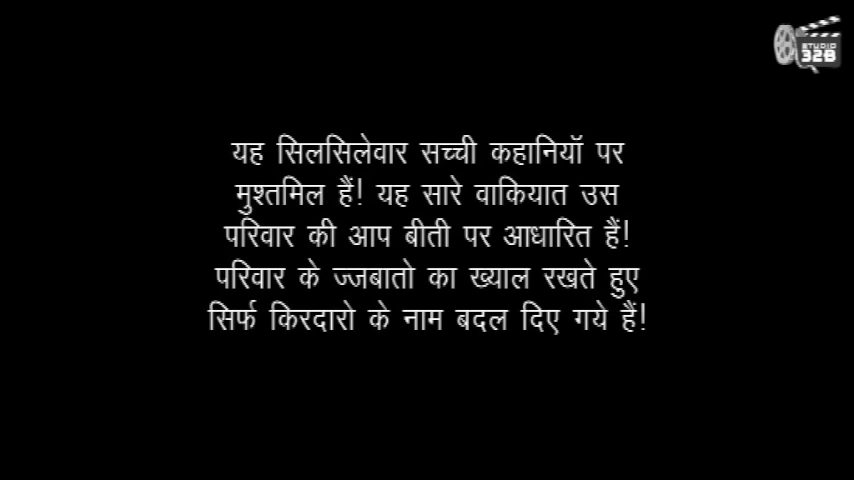 STUDIO
328
यह सिलसिलेवार सच्ची कहानियॉ पर
मुश्तमिल हैं! यह सारे वाकियात उस
परिवार की आप बीती पर आधारित हैं!
परिवार के ज्जबातो का ख्याल रखते हुए
सिर्फ किरदारो के नाम बदल दिए गये हैं!